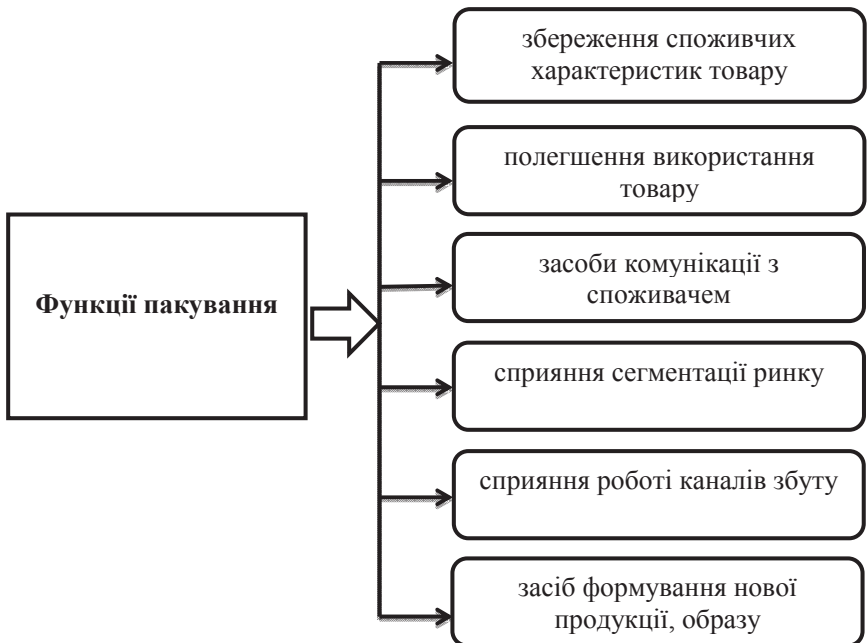 Функції пакування
збереження споживчих
характеристик товару
полегшення використання
товару
засоби комунікації з
споживачем
сприяння сегментації ринку
сприяння роботі каналів збуту
засіб формування нової
продукції, образу